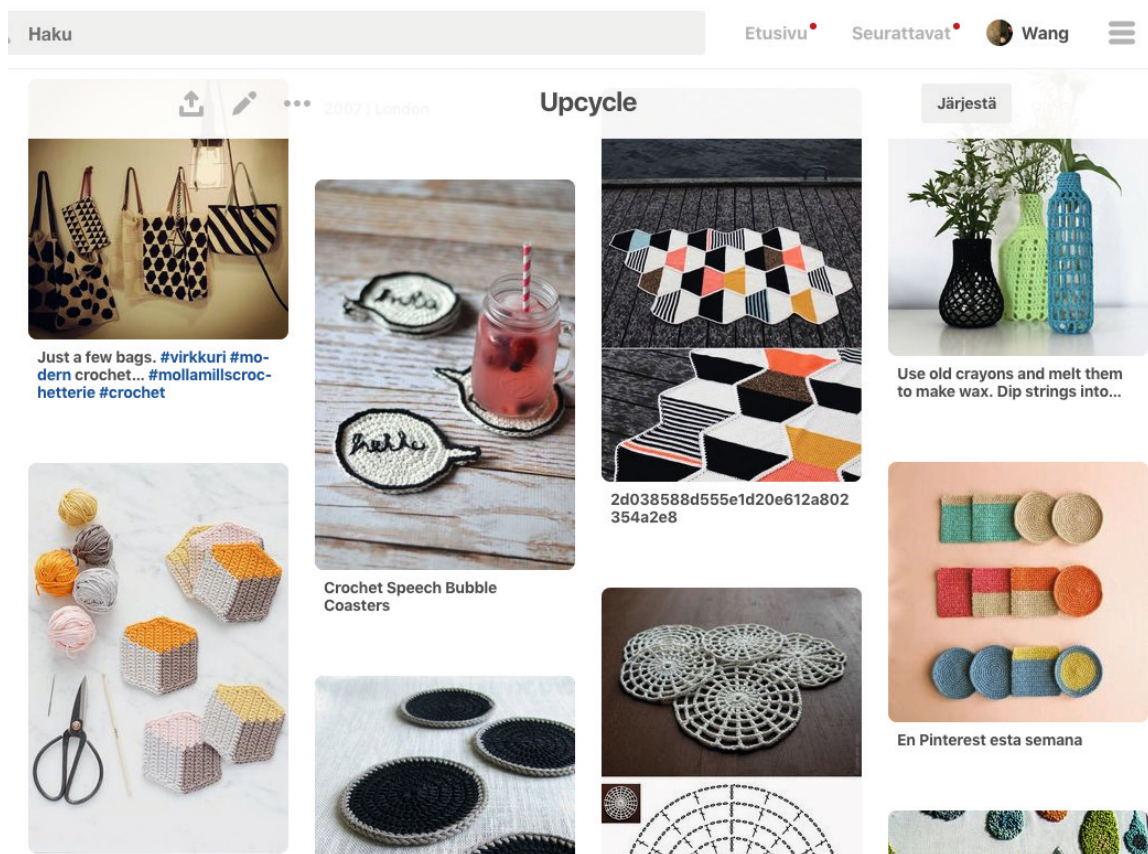 Haku
Etusivu
Seurattavat
Wang
2007 | London
Upcycle
Järjestä
Just a few bags. #virkkuri #mo-
dern crochet... #mollamillscroc-
hetterie #crochet
hello
Crochet Speech Bubble
Coasters
2d038588d555e1d20e612a802
354a2e8
Use old crayons and melt them
to make wax. Dip strings into...
En Pinterest esta semana